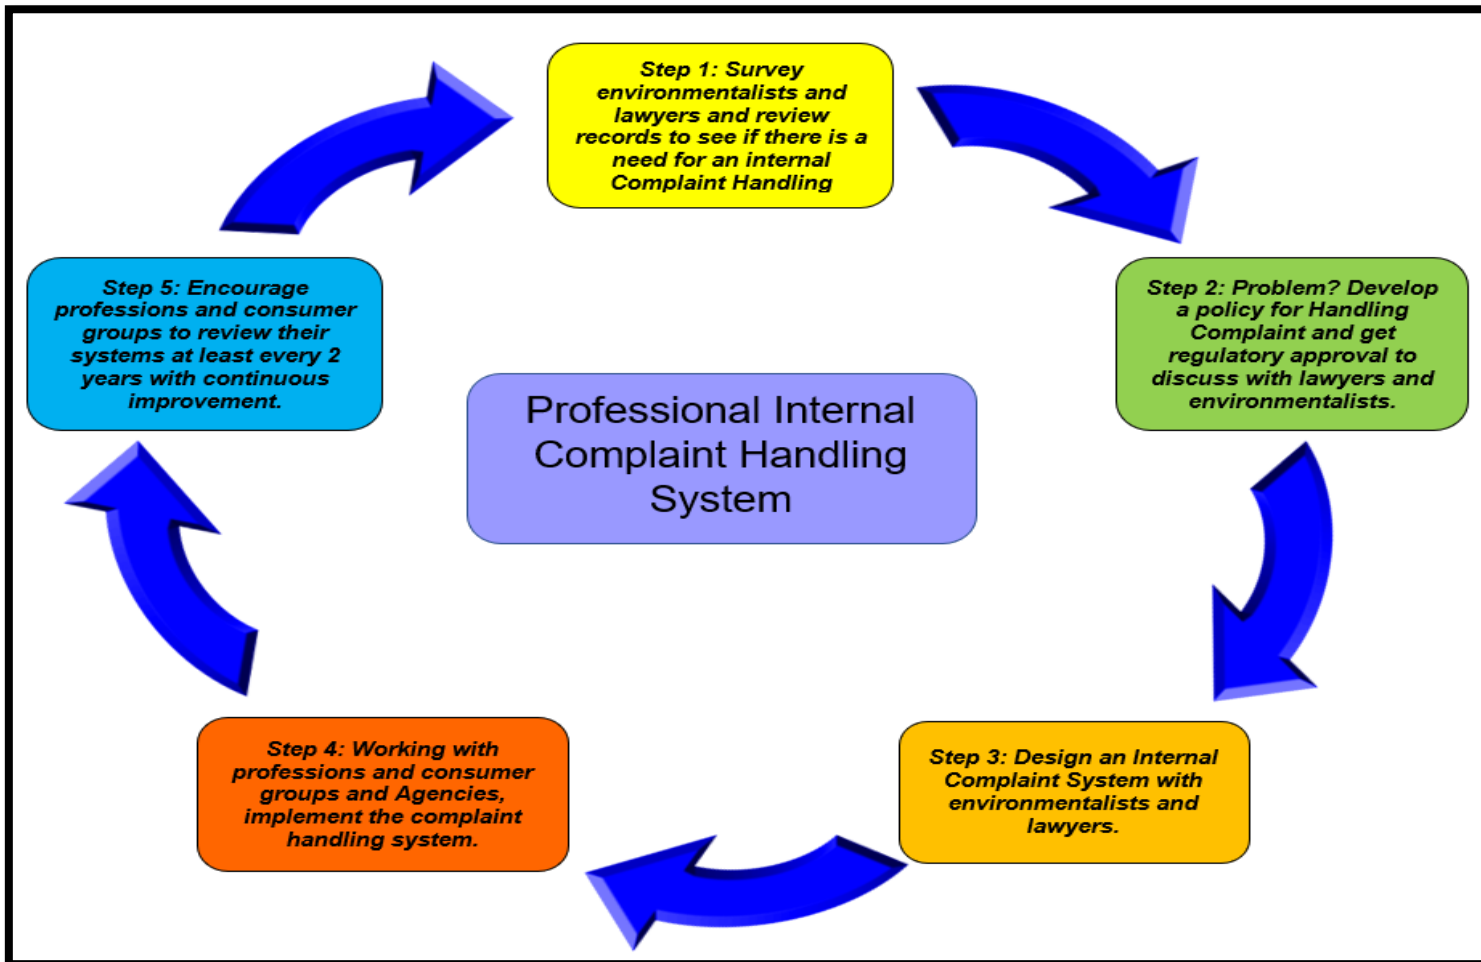 Step 1: Survey
environmentalists and
lawyers and review
records to see if there is a
need for an internal
Complaint Handling
Step 2: Problem? Develop
a policy for Handling
Complaint and get
regulatory approval to
discuss with lawyers and
environmentalists.
Step 3: Design an Internal
Complaint System with
environmentalists and
lawyers.
Step 4: Working with
professions and consumer
groups and Agencies,
implement the complaint
handling system.
Step 5: Encourage
professions and consumer
groups to review their
systems at least every 2
years with continuous
improvement.
Professional Internal
Complaint Handling
System